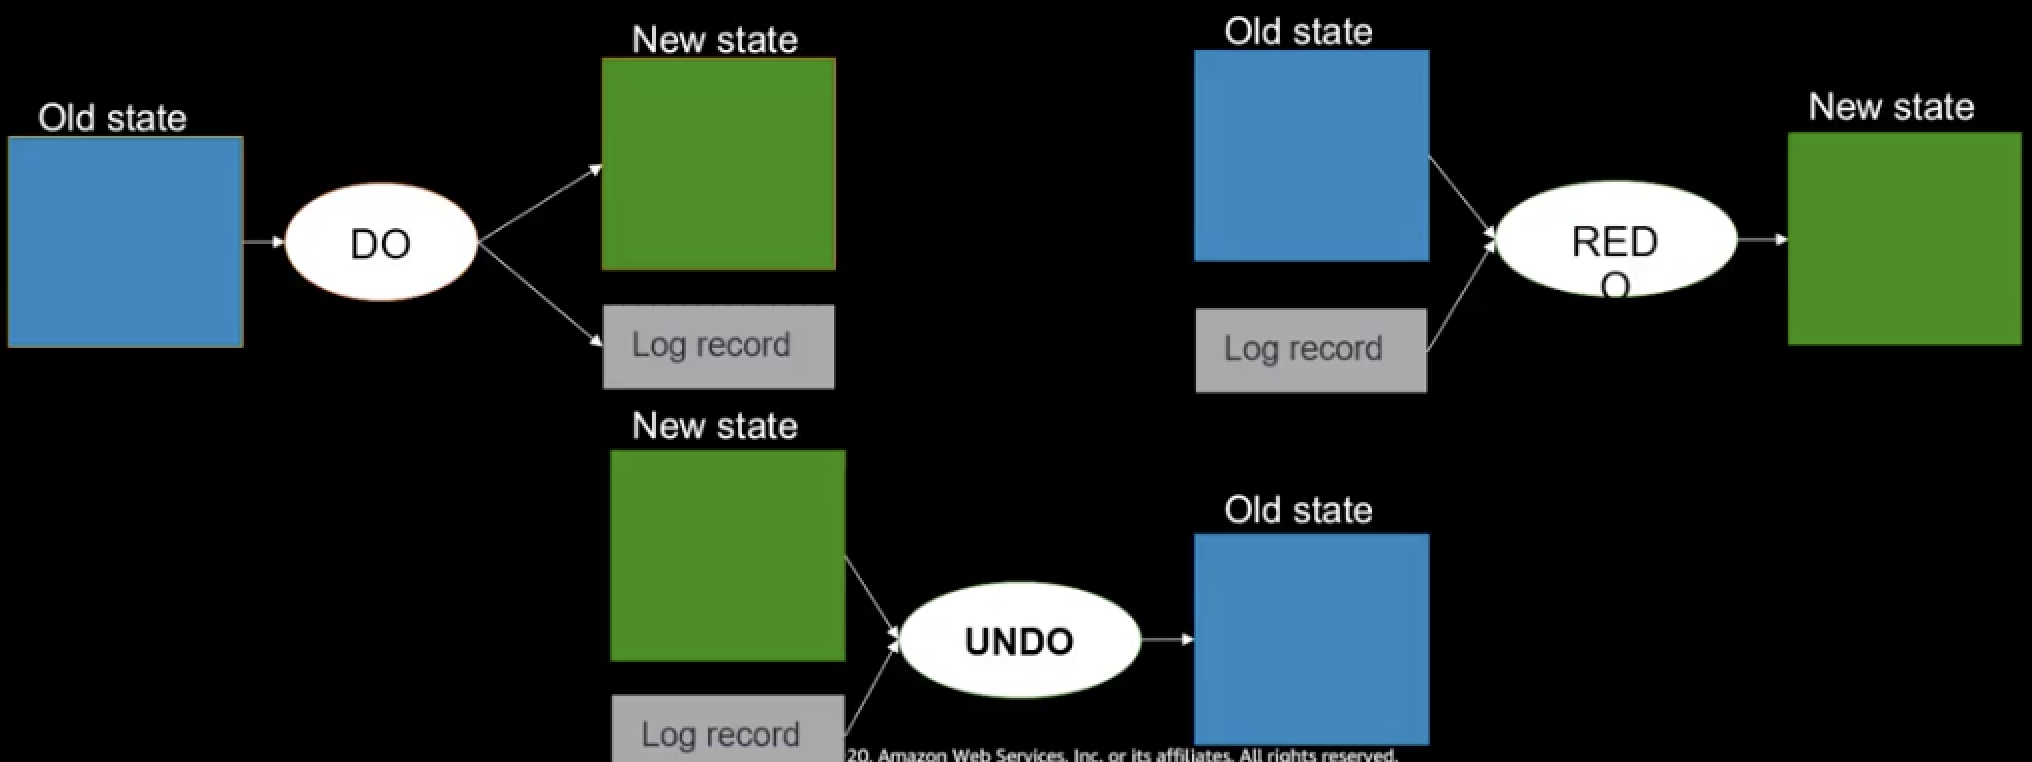 Old state
DO
New state
Log record
Old state
Log record
RED
O
New state
New state
Log record
UNDO
Old state
20, Amazon Web Services, Inc. or its affiliates. All rights reserved.